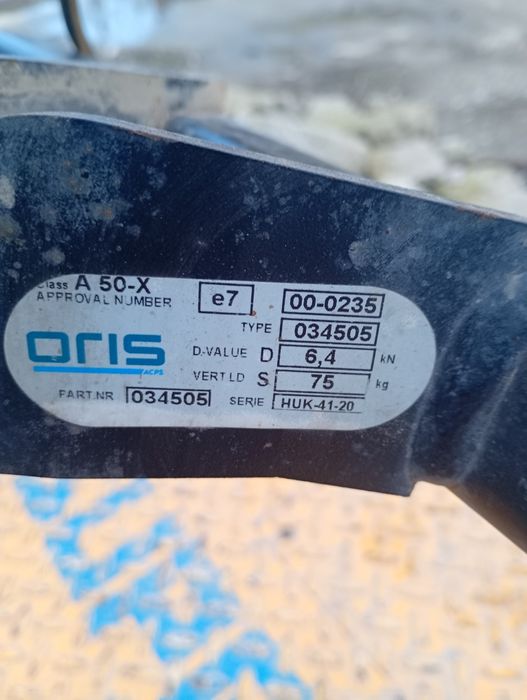 Class A 50-X
APPROVAL NUMBER e7 00-0235
TYPE 034505
ORIS
ACPS
D-VALUE D 6,4 kN
VERT LD S 75 kg
PART.NR 034505 SERIE HUK-41-20